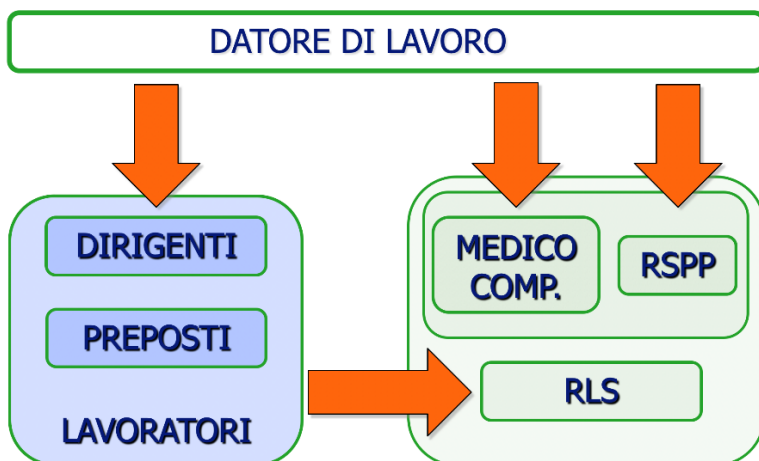 DATORE DI LAVORO
DIRIGENTI
PREPOSTI
LAVORATORI
MEDICO
COMP.
RSPP
RLS